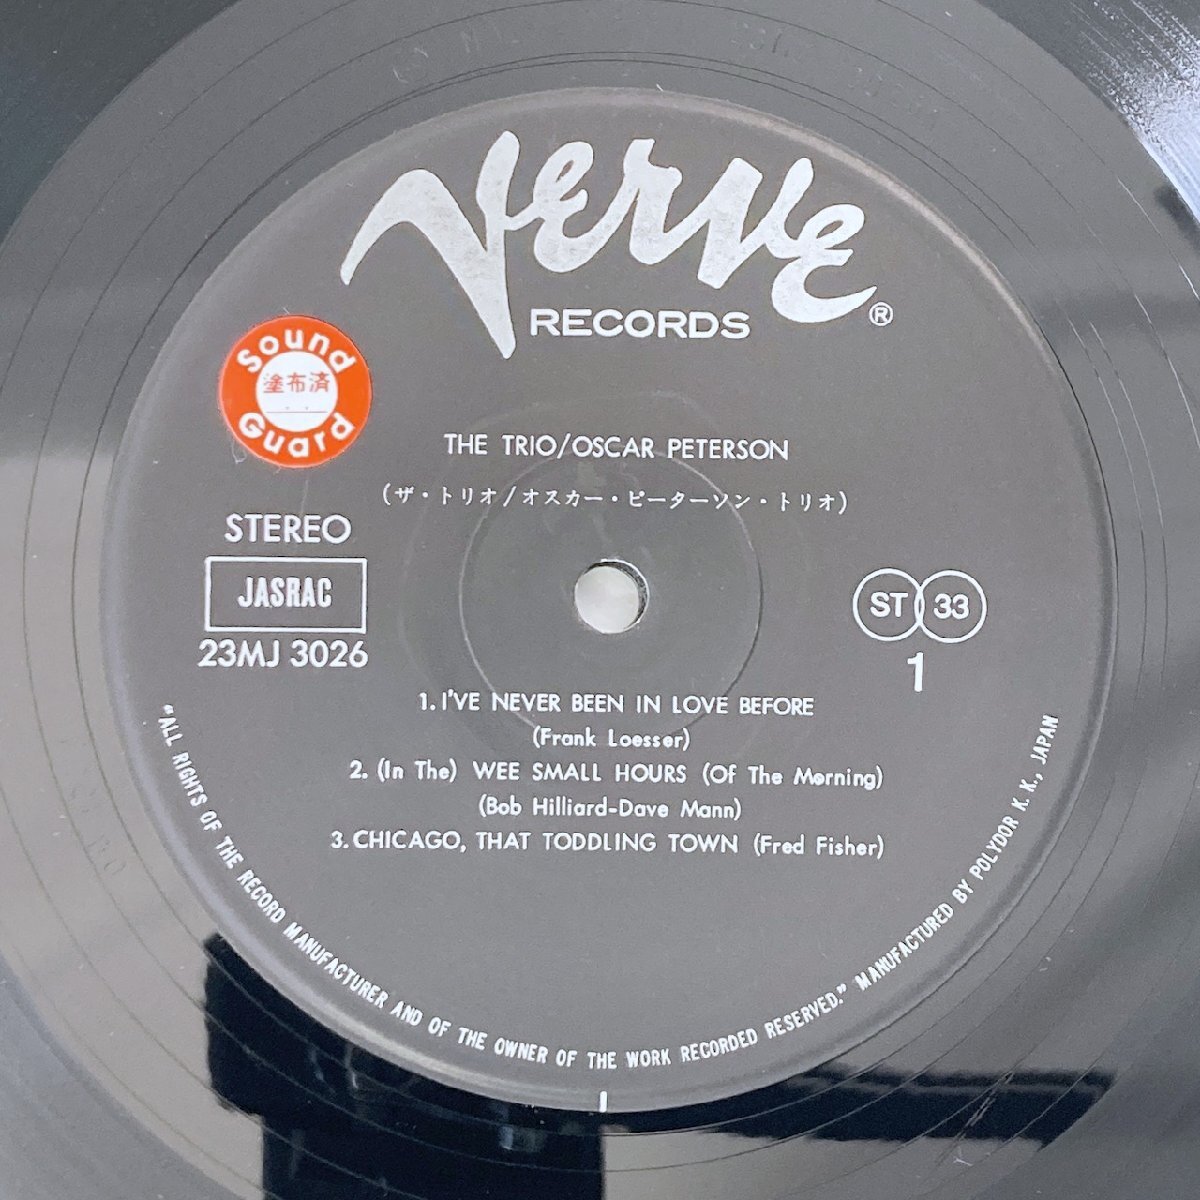 Verve
RECORDS ®
Sound
塗布済
Guard
THE TRIO/OSCAR PETERSON
(ザ・トリオ/オスカー・ピーターソン・トリオ)
STEREO
JASRAC
23MJ 3026
ST 33
1
1. I'VE NEVER BEEN IN LOVE BEFORE
(Frank Loesser)
2. (In The) WEE SMALL HOURS (Of The Morning)
(Bob Hilliard-Dave Mann)
3. CHICAGO, THAT TODDLING TOWN (Fred Fisher)
"ALL RIGHTS OF THE RECORD MANUFACTURER AND OF THE OWNER OF THE WORK RECORDED RESERVED." MANUFACTURED BY POLYDOR K.K., JAPAN